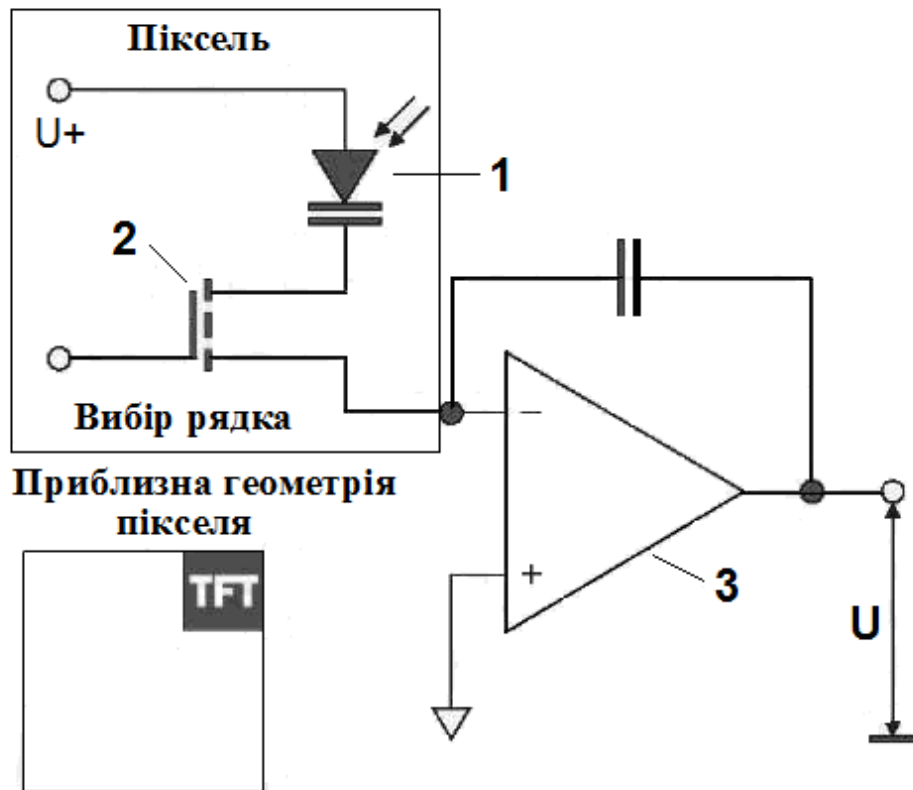 Піксель
U+
1
2
Вибір рядка
−
+
3
U
Приблизна геометрія
пікселя
TFT